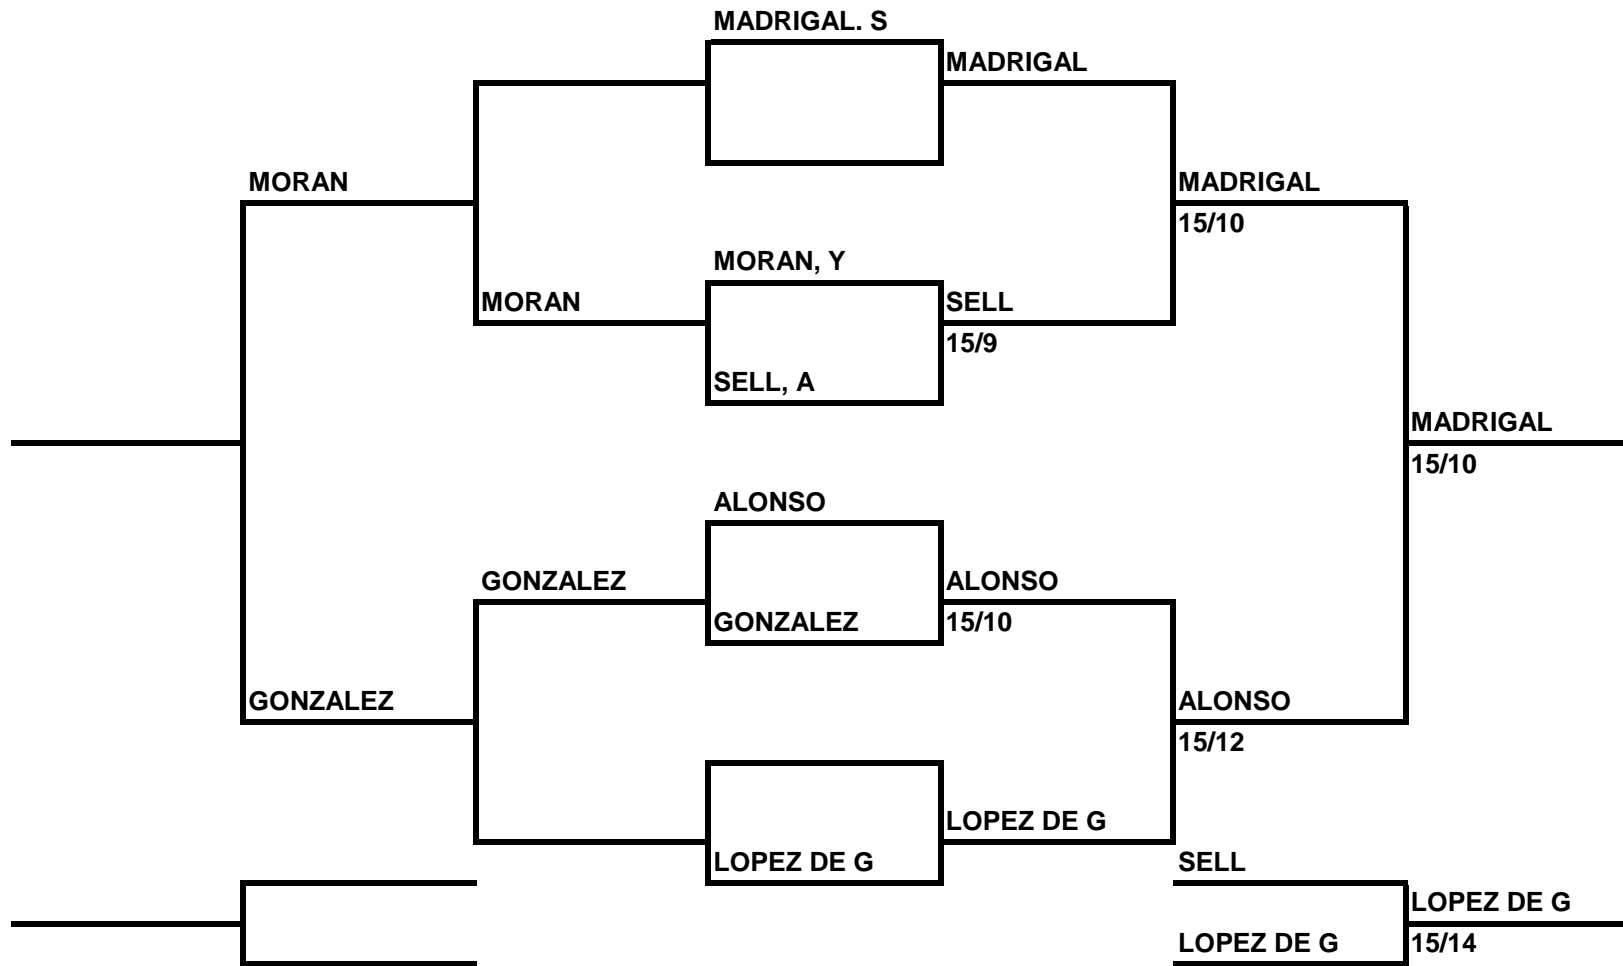 MADRIGAL. S
MADRIGAL
MORAN
MADRIGAL
15/10
MORAN, Y
MORAN
SELL
15/9
SELL, A
MADRIGAL
15/10
ALONSO
GONZALEZ
ALONSO
GONZALEZ
15/10
GONZALEZ
ALONSO
15/12
LOPEZ DE G
LOPEZ DE G
SELL
LOPEZ DE G
LOPEZ DE G
15/14